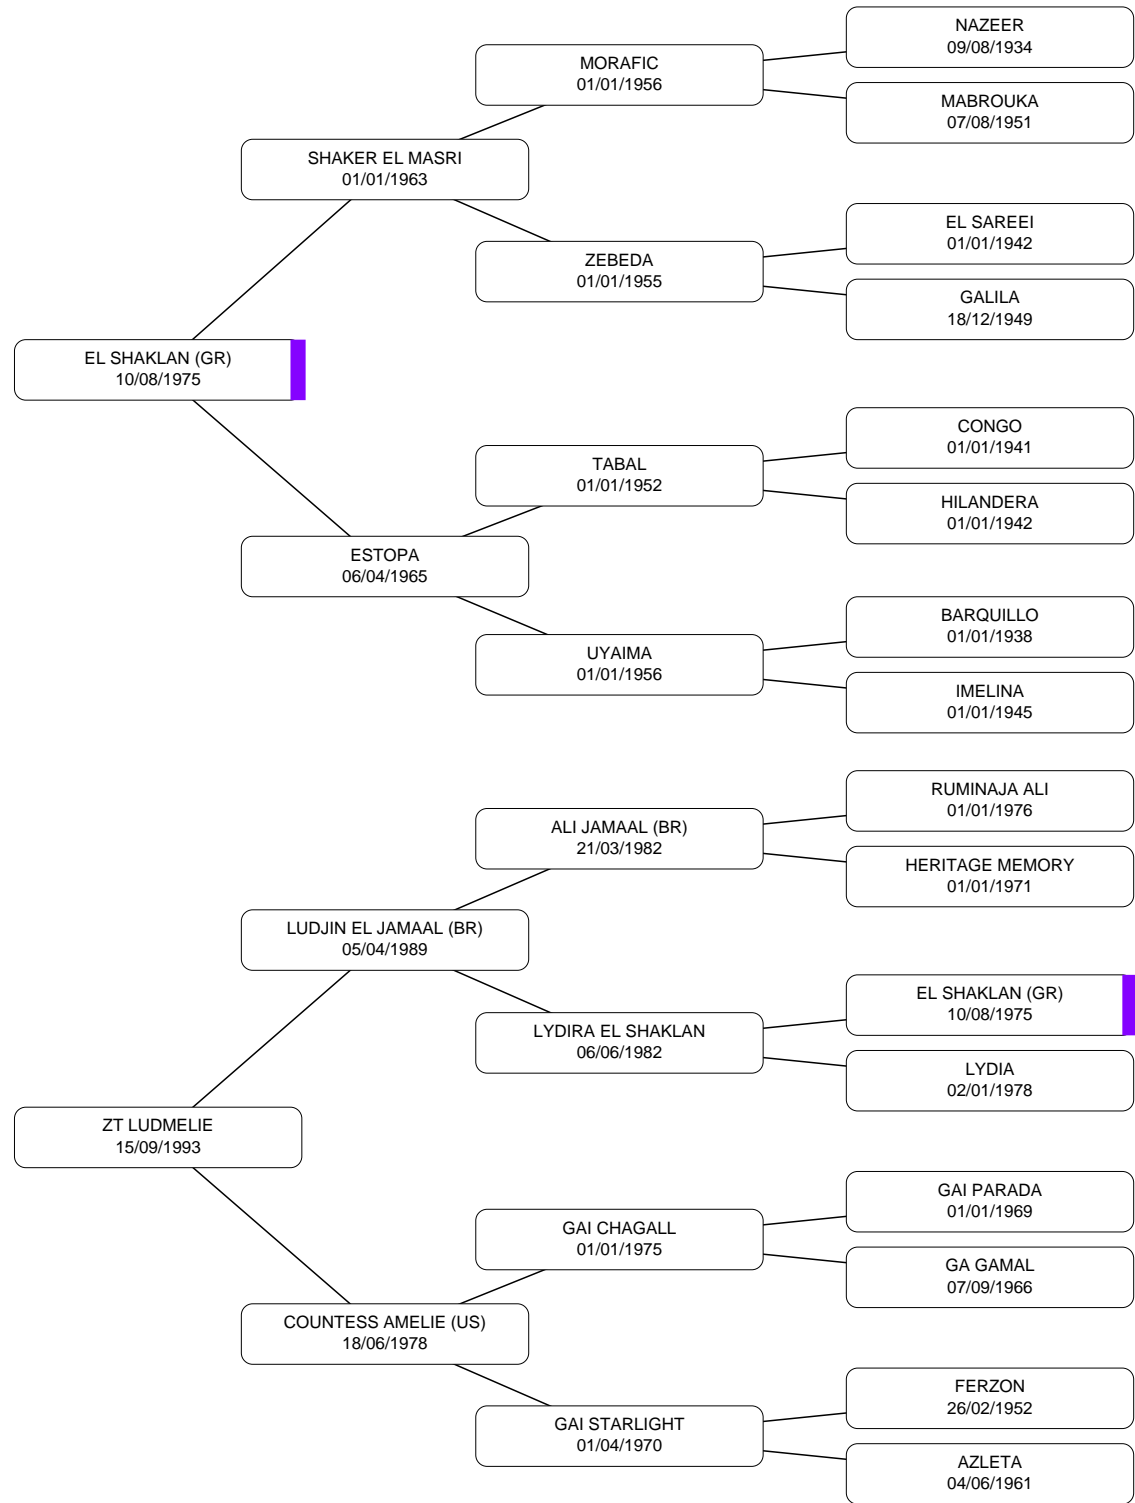 NAZEER
09/08/1934
MORAFIC
01/01/1956
MABROUKA
07/08/1951
SHAKER EL MASRI
01/01/1963
EL SAREEI
01/01/1942
ZEBEDA
01/01/1955
GALILA
18/12/1949
EL SHAKLAN (GR)
10/08/1975
CONGO
01/01/1941
TABAL
01/01/1952
HILANDERA
01/01/1942
ESTOPA
06/04/1965
BARQUILLO
01/01/1938
UYAIMA
01/01/1956
IMELINA
01/01/1945
RUMINAJA ALI
01/01/1976
ALI JAMAAL (BR)
21/03/1982
HERITAGE MEMORY
01/01/1971
LUDJIN EL JAMAAL (BR)
05/04/1989
EL SHAKLAN (GR)
10/08/1975
LYDIRA EL SHAKLAN
06/06/1982
LYDIA
02/01/1978
ZT LUDMELIE
15/09/1993
GAI PARADA
01/01/1969
GAI CHAGALL
01/01/1975
GA GAMAL
07/09/1966
COUNTESS AMELIE (US)
18/06/1978
FERZON
26/02/1952
GAI STARLIGHT
01/04/1970
AZLETA
04/06/1961